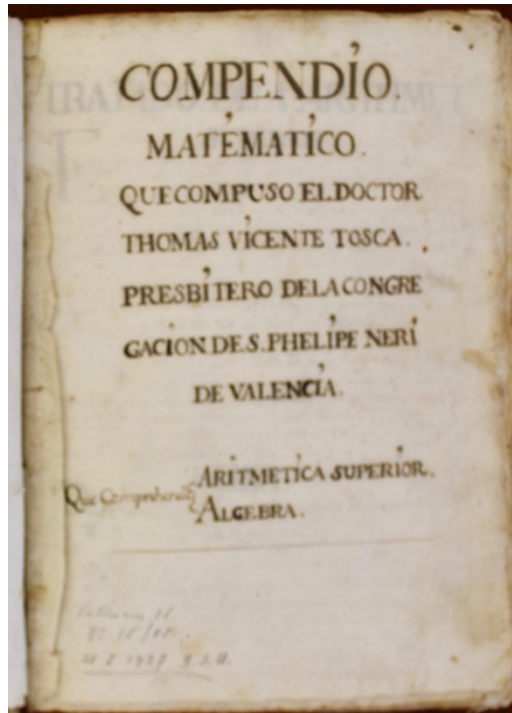 COMPENDIO.
MATEMATICO.
QUE COMPUSO EL DOCTOR
THOMAS VICENTE TOSCA.
PRESBITERO DE LA CONGRE
GACION DE S. PHELIPE NERI
DE VALENCIA.
Que Comprehende
ARITMETICA SUPERIOR.
ALGEBRA.